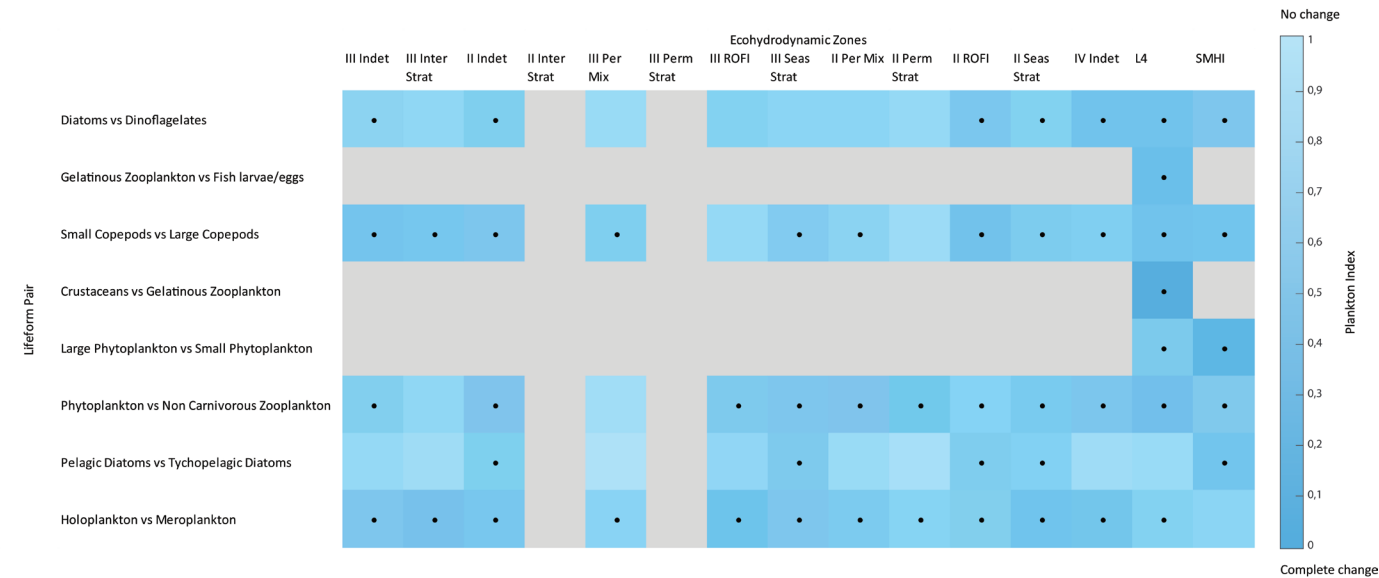 No change
Ecohydrodynamic Zones
III Indet
III Inter
Strat
II Indet
II Inter
Strat
III Per
Mix
III Perm
Strat
III ROFI
III Seas
Strat
II Per Mix
II Perm
Strat
II ROFI
II Seas
Strat
IV Indet
L4
SMHI
Diatoms vs Dinoflagelates
Gelatinous Zooplankton vs Fish larvae/eggs
Small Copepods vs Large Copepods
Crustaceans vs Gelatinous Zooplankton
Large Phytoplankton vs Small Phytoplankton
Phytoplankton vs Non Carnivorous Zooplankton
Pelagic Diatoms vs Tychopelagic Diatoms
Holoplankton vs Meroplankton
Lifeform Pair
1
0,9
0,8
0,7
0,6
0,5
0,4
0,3
0,2
0,1
0
Plankton Index
Complete change